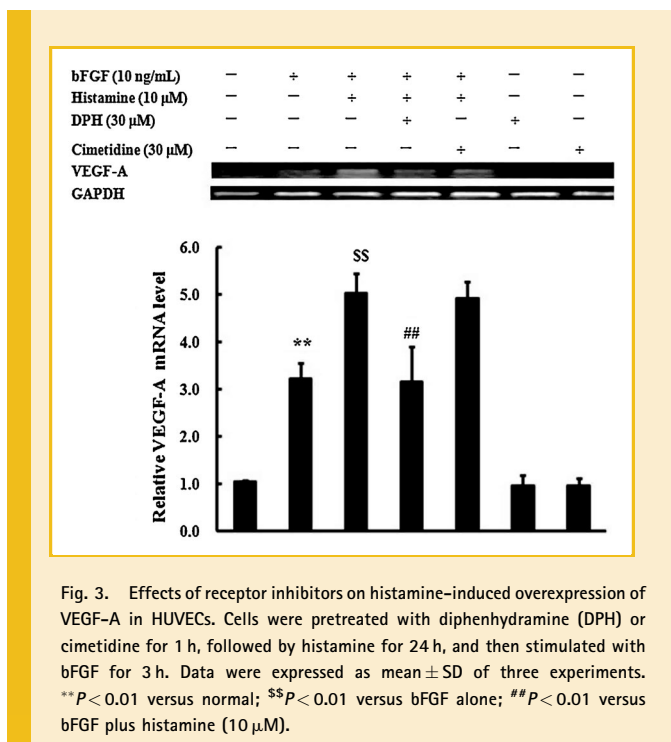 bFGF (10 ng/mL) − + + + + − −
Histamine (10 μM) − − + + + − −
DPH (30 μM) − − − + − + −
Cimetidine (30 μM) − − − − + − +
VEGF-A
GAPDH
Relative VEGF-A mRNA level
6.0
5.0
4.0
3.0
2.0
1.0
0.0
**
$$
##
Fig. 3. Effects of receptor inhibitors on histamine-induced overexpression of
VEGF-A in HUVECs. Cells were pretreated with diphenhydramine (DPH) or
cimetidine for 1 h, followed by histamine for 24 h, and then stimulated with
bFGF for 3 h. Data were expressed as mean ± SD of three experiments.
**P < 0.01 versus normal; $$P < 0.01 versus bFGF alone; ##P < 0.01 versus
bFGF plus histamine (10 μM).